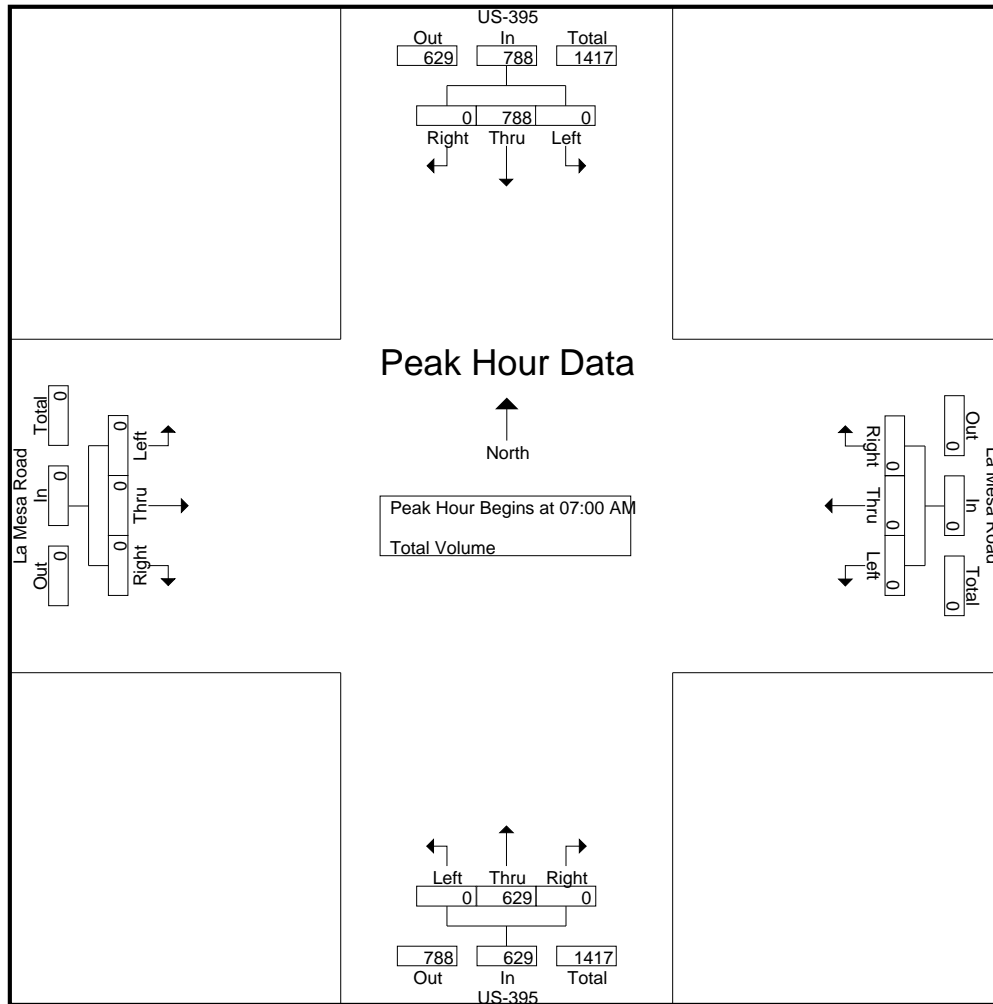 US-395
Out In Total
629 788 1417
0 788 0
Right Thru Left
Peak Hour Data
North
Peak Hour Begins at 07:00 AM
Total Volume
La Mesa Road
Out In Total
0 0 0
0 0 0
Right Thru Left
La Mesa Road
Total In Out
0 0 0
0 0 0
Left Thru Right
Left Thru Right
0 629 0
788 629 1417
Out In Total
US-395